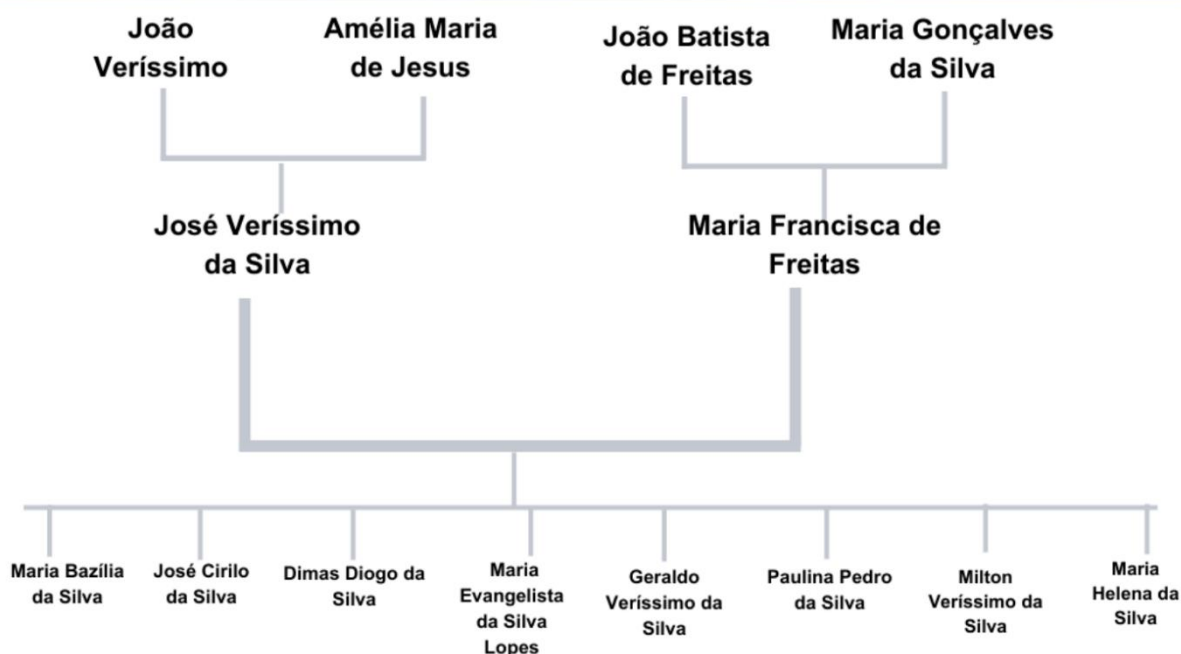 João
Veríssimo
Amélia Maria
de Jesus
João Batista
de Freitas
Maria Gonçalves
da Silva
José Veríssimo
da Silva
Maria Francisca de
Freitas
Maria Bazília
da Silva
José Cirilo
da Silva
Dimas Diogo da
Silva
Maria
Evangelista
da Silva
Lopes
Geraldo
Veríssimo da
Silva
Paulina Pedro
da Silva
Milton
Veríssimo da
Silva
Maria
Helena da
Silva